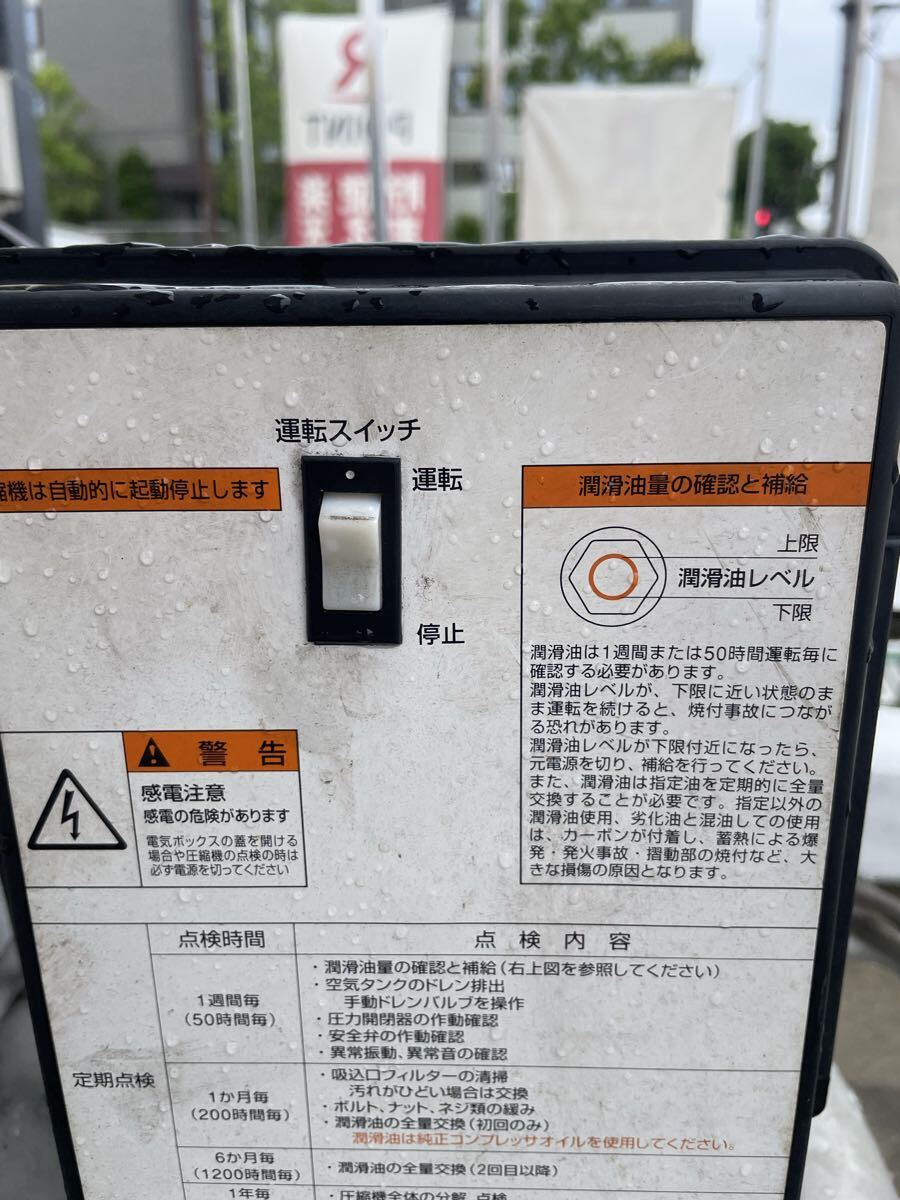 運転スイッチ
運転
停止
縮機は自動的に起動停止します
潤滑油量の確認と補給
上限
潤滑油レベル
下限
潤滑油は1週間または50時間運転毎に
確認する必要があります。
潤滑油レベルが、下限に近い状態のま
ま運転を続けると、焼付事故につなが
る恐れがあります。
潤滑油レベルが下限付近になったら、
元電源を切り、補給を行ってください。
また、潤滑油は指定油を定期的に全量
交換することが必要です。指定以外の
潤滑油使用、劣化油と混油しての使用
は、カーボンが付着し、蓄熱による爆
発・発火事故・摺動部の焼付など、大
きな損傷の原因となります。
警告
感電注意
感電の危険があります
電気ボックスの蓋を開ける
場合や圧縮機の点検の時は
必ず電源を切ってください
点検時間
点検内容
定期点検
1週間毎
(50時間毎)
・潤滑油量の確認と補給(右上図を参照してください)
・空気タンクのドレン排出
手動ドレンバルブを操作
・圧力開閉器の作動確認
・安全弁の作動確認
・異常振動、異常音の確認
1か月毎
(200時間毎)
・吸込口フィルターの清掃
汚れがひどい場合は交換
・ボルト、ナット、ネジ類の緩み
・潤滑油の全量交換(初回のみ)
潤滑油は純正コンプレッサオイルを使用してください。
6か月毎
(1200時間毎)
・潤滑油の全量交換(2回目以降)
1年毎
・圧縮機全体の分解、点検